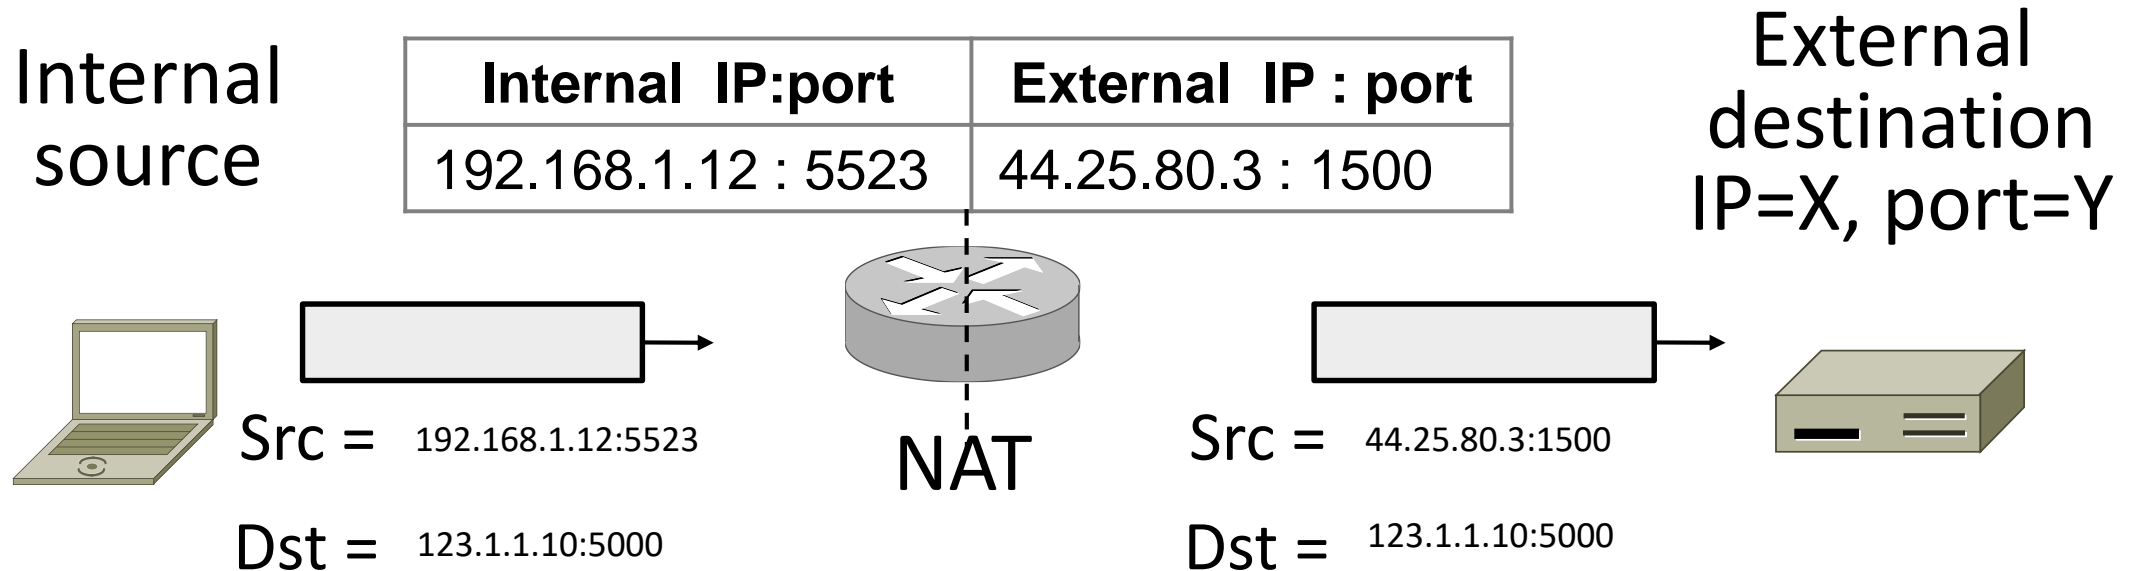 Internal
source
Internal IP:port External IP : port
192.168.1.12 : 5523 44.25.80.3 : 1500
External
destination
IP=X, port=Y
Src = 192.168.1.12:5523
Dst = 123.1.1.10:5000
NAT
Src = 44.25.80.3:1500
Dst = 123.1.1.10:5000